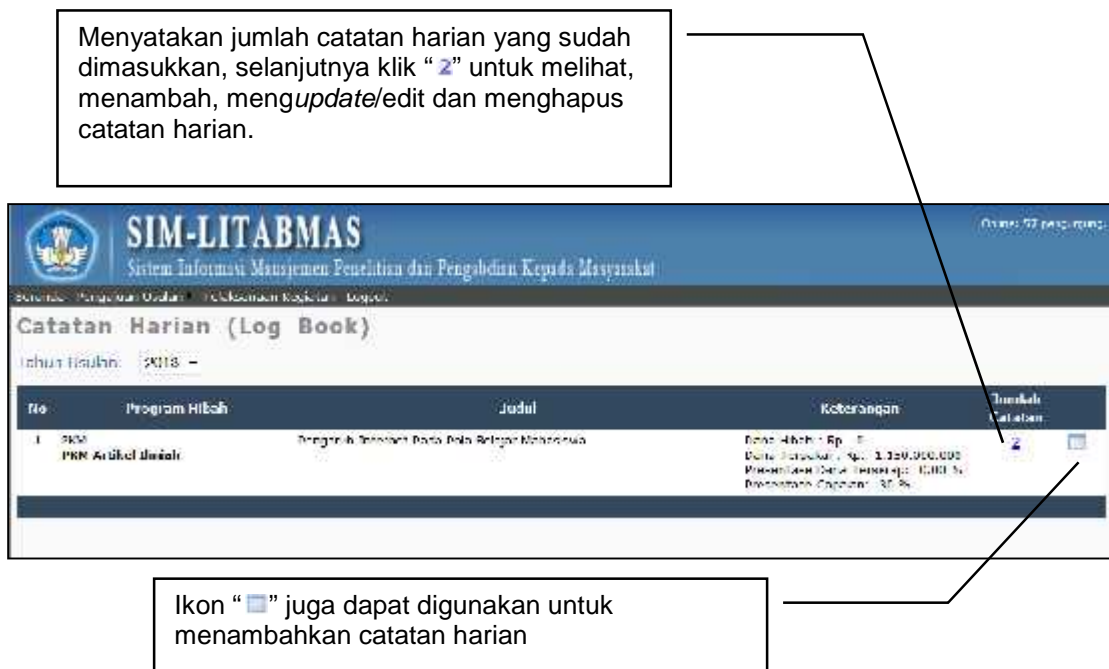 Menyatakan jumlah catatan harian yang sudah
dimasukkan, selanjutnya klik “ 2” untuk melihat,
menambah, mengupdate/edit dan menghapus
catatan harian.
SIM-LITABMAS
Sistem Informasi Manajemen Penelitian dan Pengabdian Kepada Masyarakat
Catatan Harian (Log Book)
Tahun Usulan:
No Program Hibah Judul Keterangan Jumlah Catatan
PKM
PKM Artikel Ilmiah
Pengaruh Internet Pada Pola Belajar Mahasiswa
2
Ikon “ ” juga dapat digunakan untuk
menambahkan catatan harian